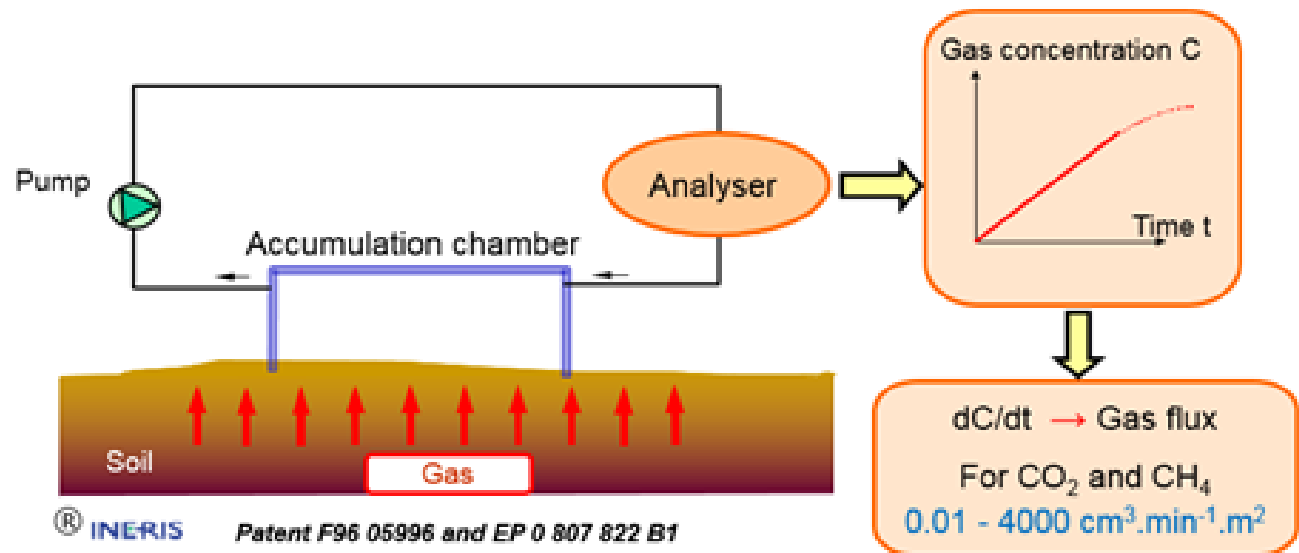 Gas concentration C
Time t
Pump
Analyser
Accumulation chamber
Soil
Gas
dC/dt → Gas flux
For CO₂ and CH₄
0.01 - 4000 cm³.min⁻¹.m²
® INERIS
Patent F96 05996 and EP 0 807 822 B1